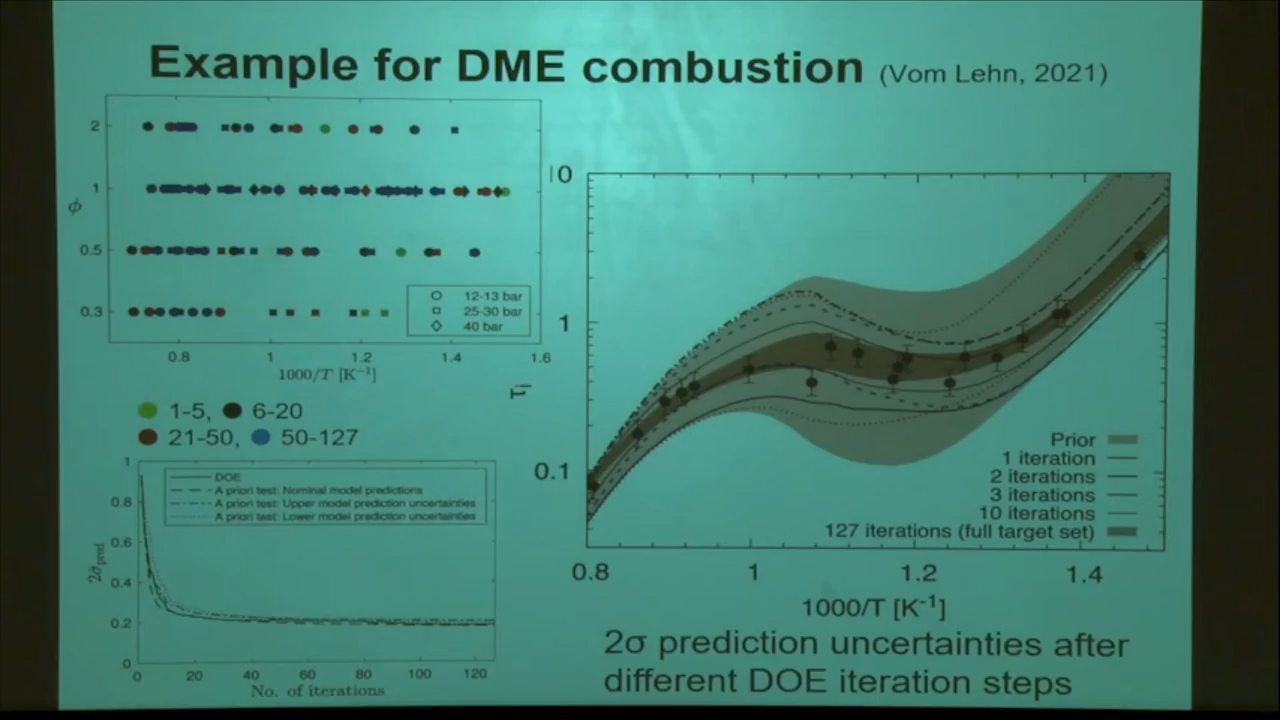 Example for DME combustion (Vom Lehn, 2021)
2
1
0.5
0.3
ϕ
12-13 bar
25-30 bar
40 bar
0.8 1 1.2 1.4 1.6
1000/T [K⁻¹]
1-5, 6-20
21-50, 50-127
1
0.8
0.6
0.4
0.2
0
DOE
A priori test: Nominal model predictions
A priori test: Upper model prediction uncertainties
A priori test: Lower model prediction uncertainties
0 20 40 60 80 100 120
No. of iterations
10
1
0.1
Prior
1 iteration
2 iterations
3 iterations
10 iterations
127 iterations (full target set)
0.8 1 1.2 1.4
1000/T [K⁻¹]
2σ prediction uncertainties after
different DOE iteration steps